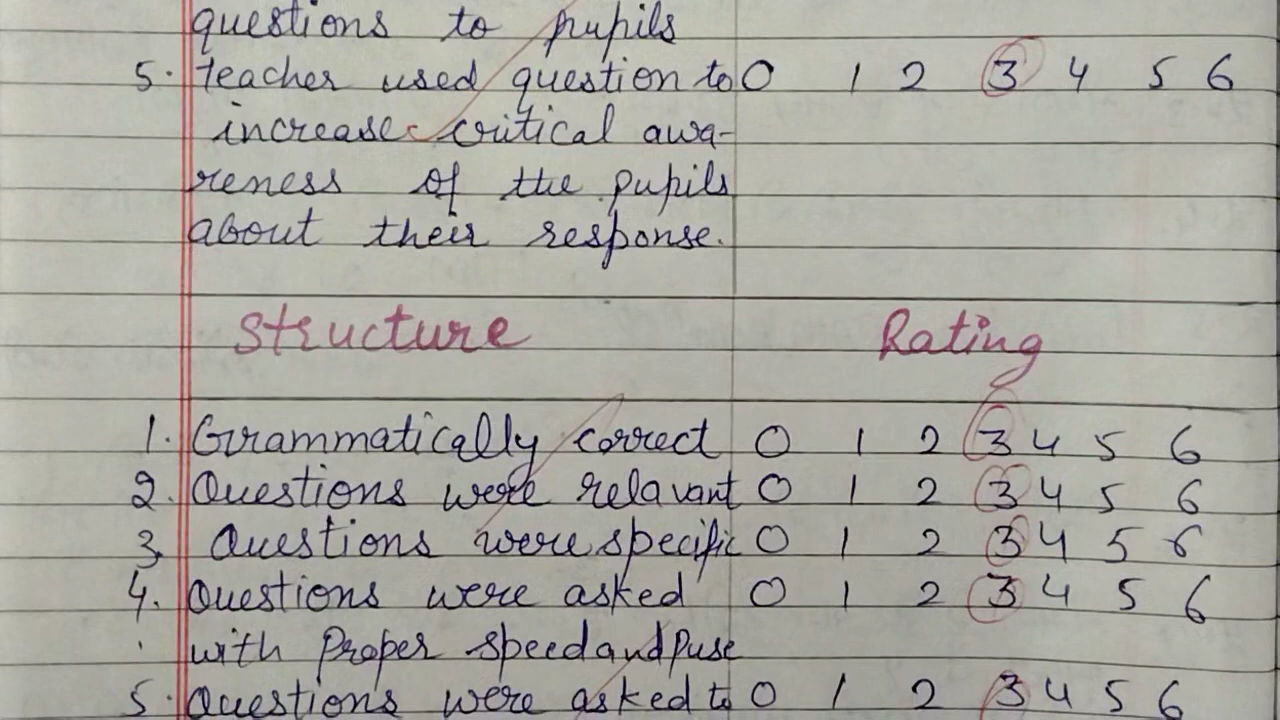 questions to pupils
5. teacher used question to 0 1 2 3 4 5 6
increase critical awa-
reness of the pupils
about their response.
Structure Rating
1. Grammatically correct 0 1 2 3 4 5 6
2. Questions were relavant 0 1 2 3 4 5 6
3. Questions were specific 0 1 2 3 4 5 6
4. Questions were asked 0 1 2 3 4 5 6
with Proper speed and Puse
5. Questions were asked to 0 1 2 3 4 5 6